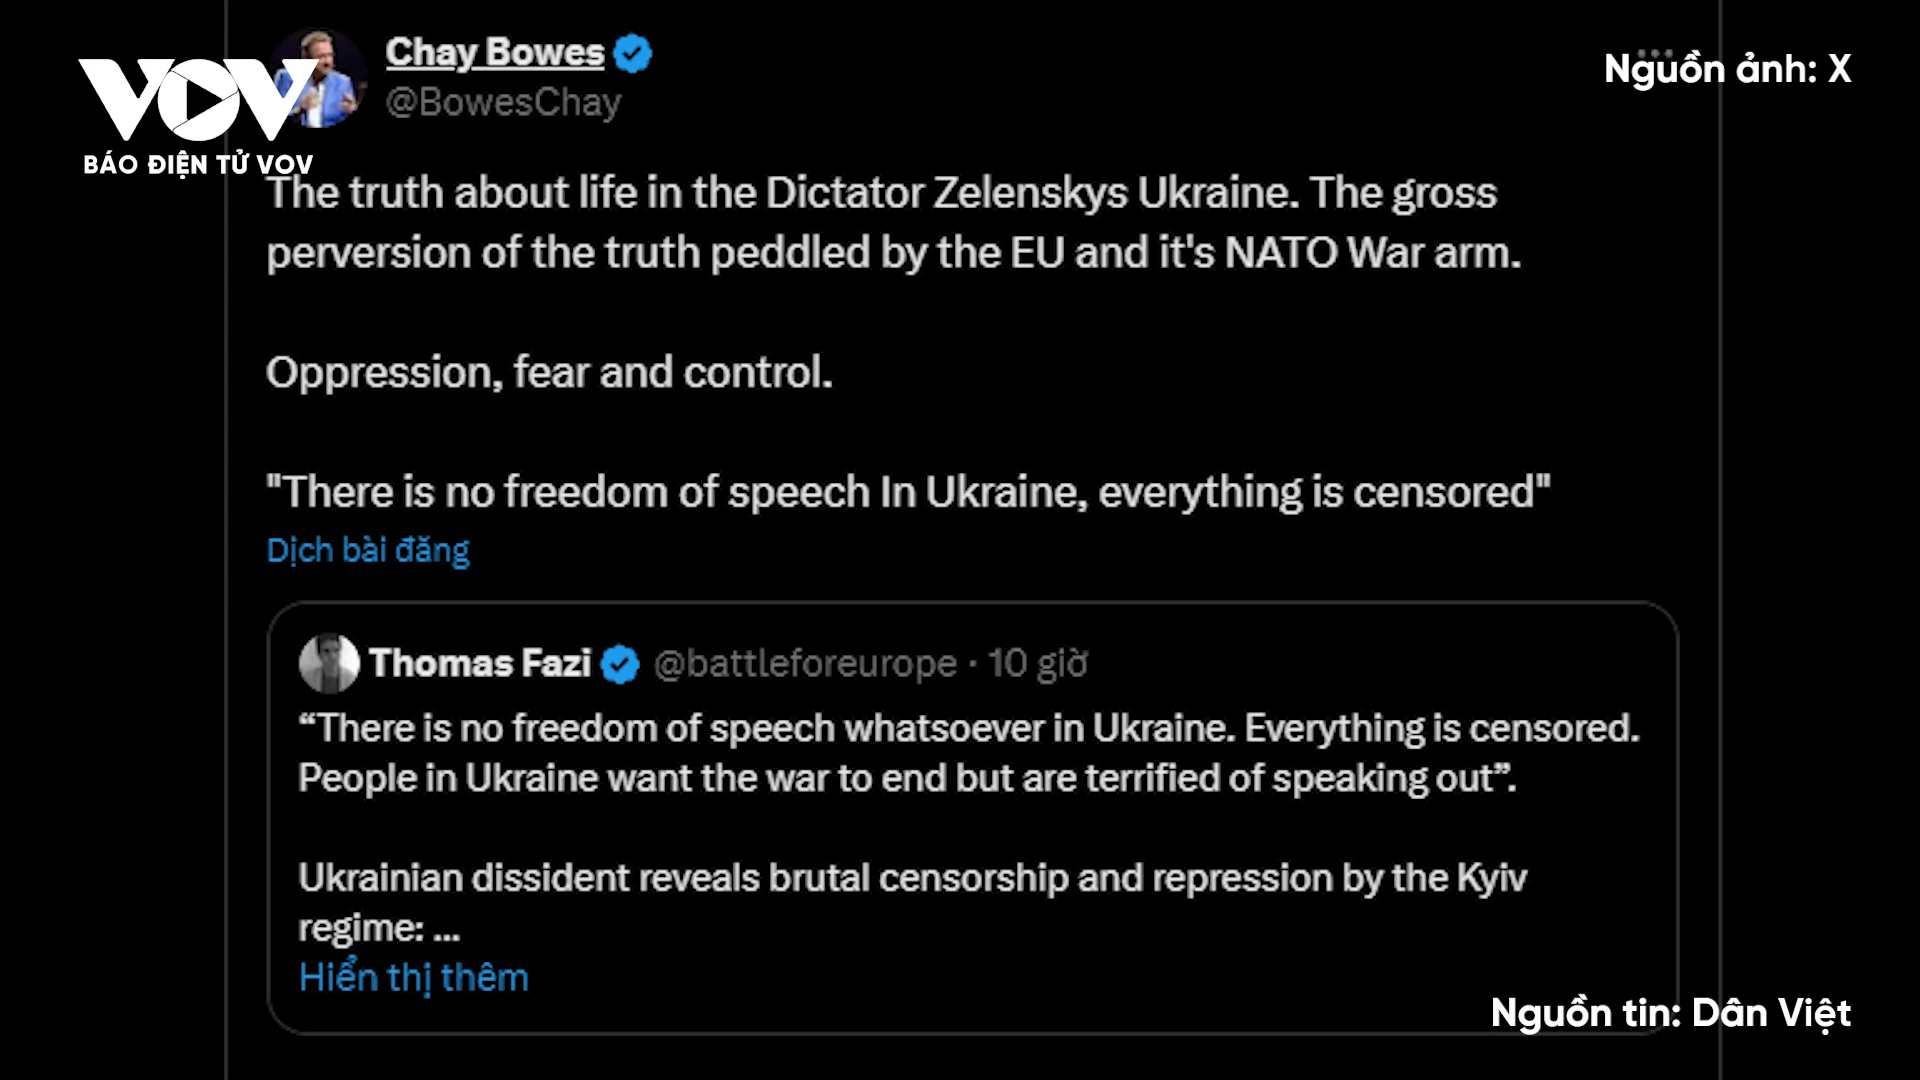 Chay Bowes
@BowesChay
Nguồn ảnh: X
VOV
BÁO ĐIỆN TỬ VOV
The truth about life in the Dictator Zelenskys Ukraine. The gross
perversion of the truth peddled by the EU and it's NATO War arm.
Oppression, fear and control.
"There is no freedom of speech In Ukraine, everything is censored"
Dịch bài đăng
Thomas Fazi @battleforeurope · 10 giờ
“There is no freedom of speech whatsoever in Ukraine. Everything is censored.
People in Ukraine want the war to end but are terrified of speaking out”.
Ukrainian dissident reveals brutal censorship and repression by the Kyiv
regime: ...
Hiển thị thêm
Nguồn tin: Dân Việt